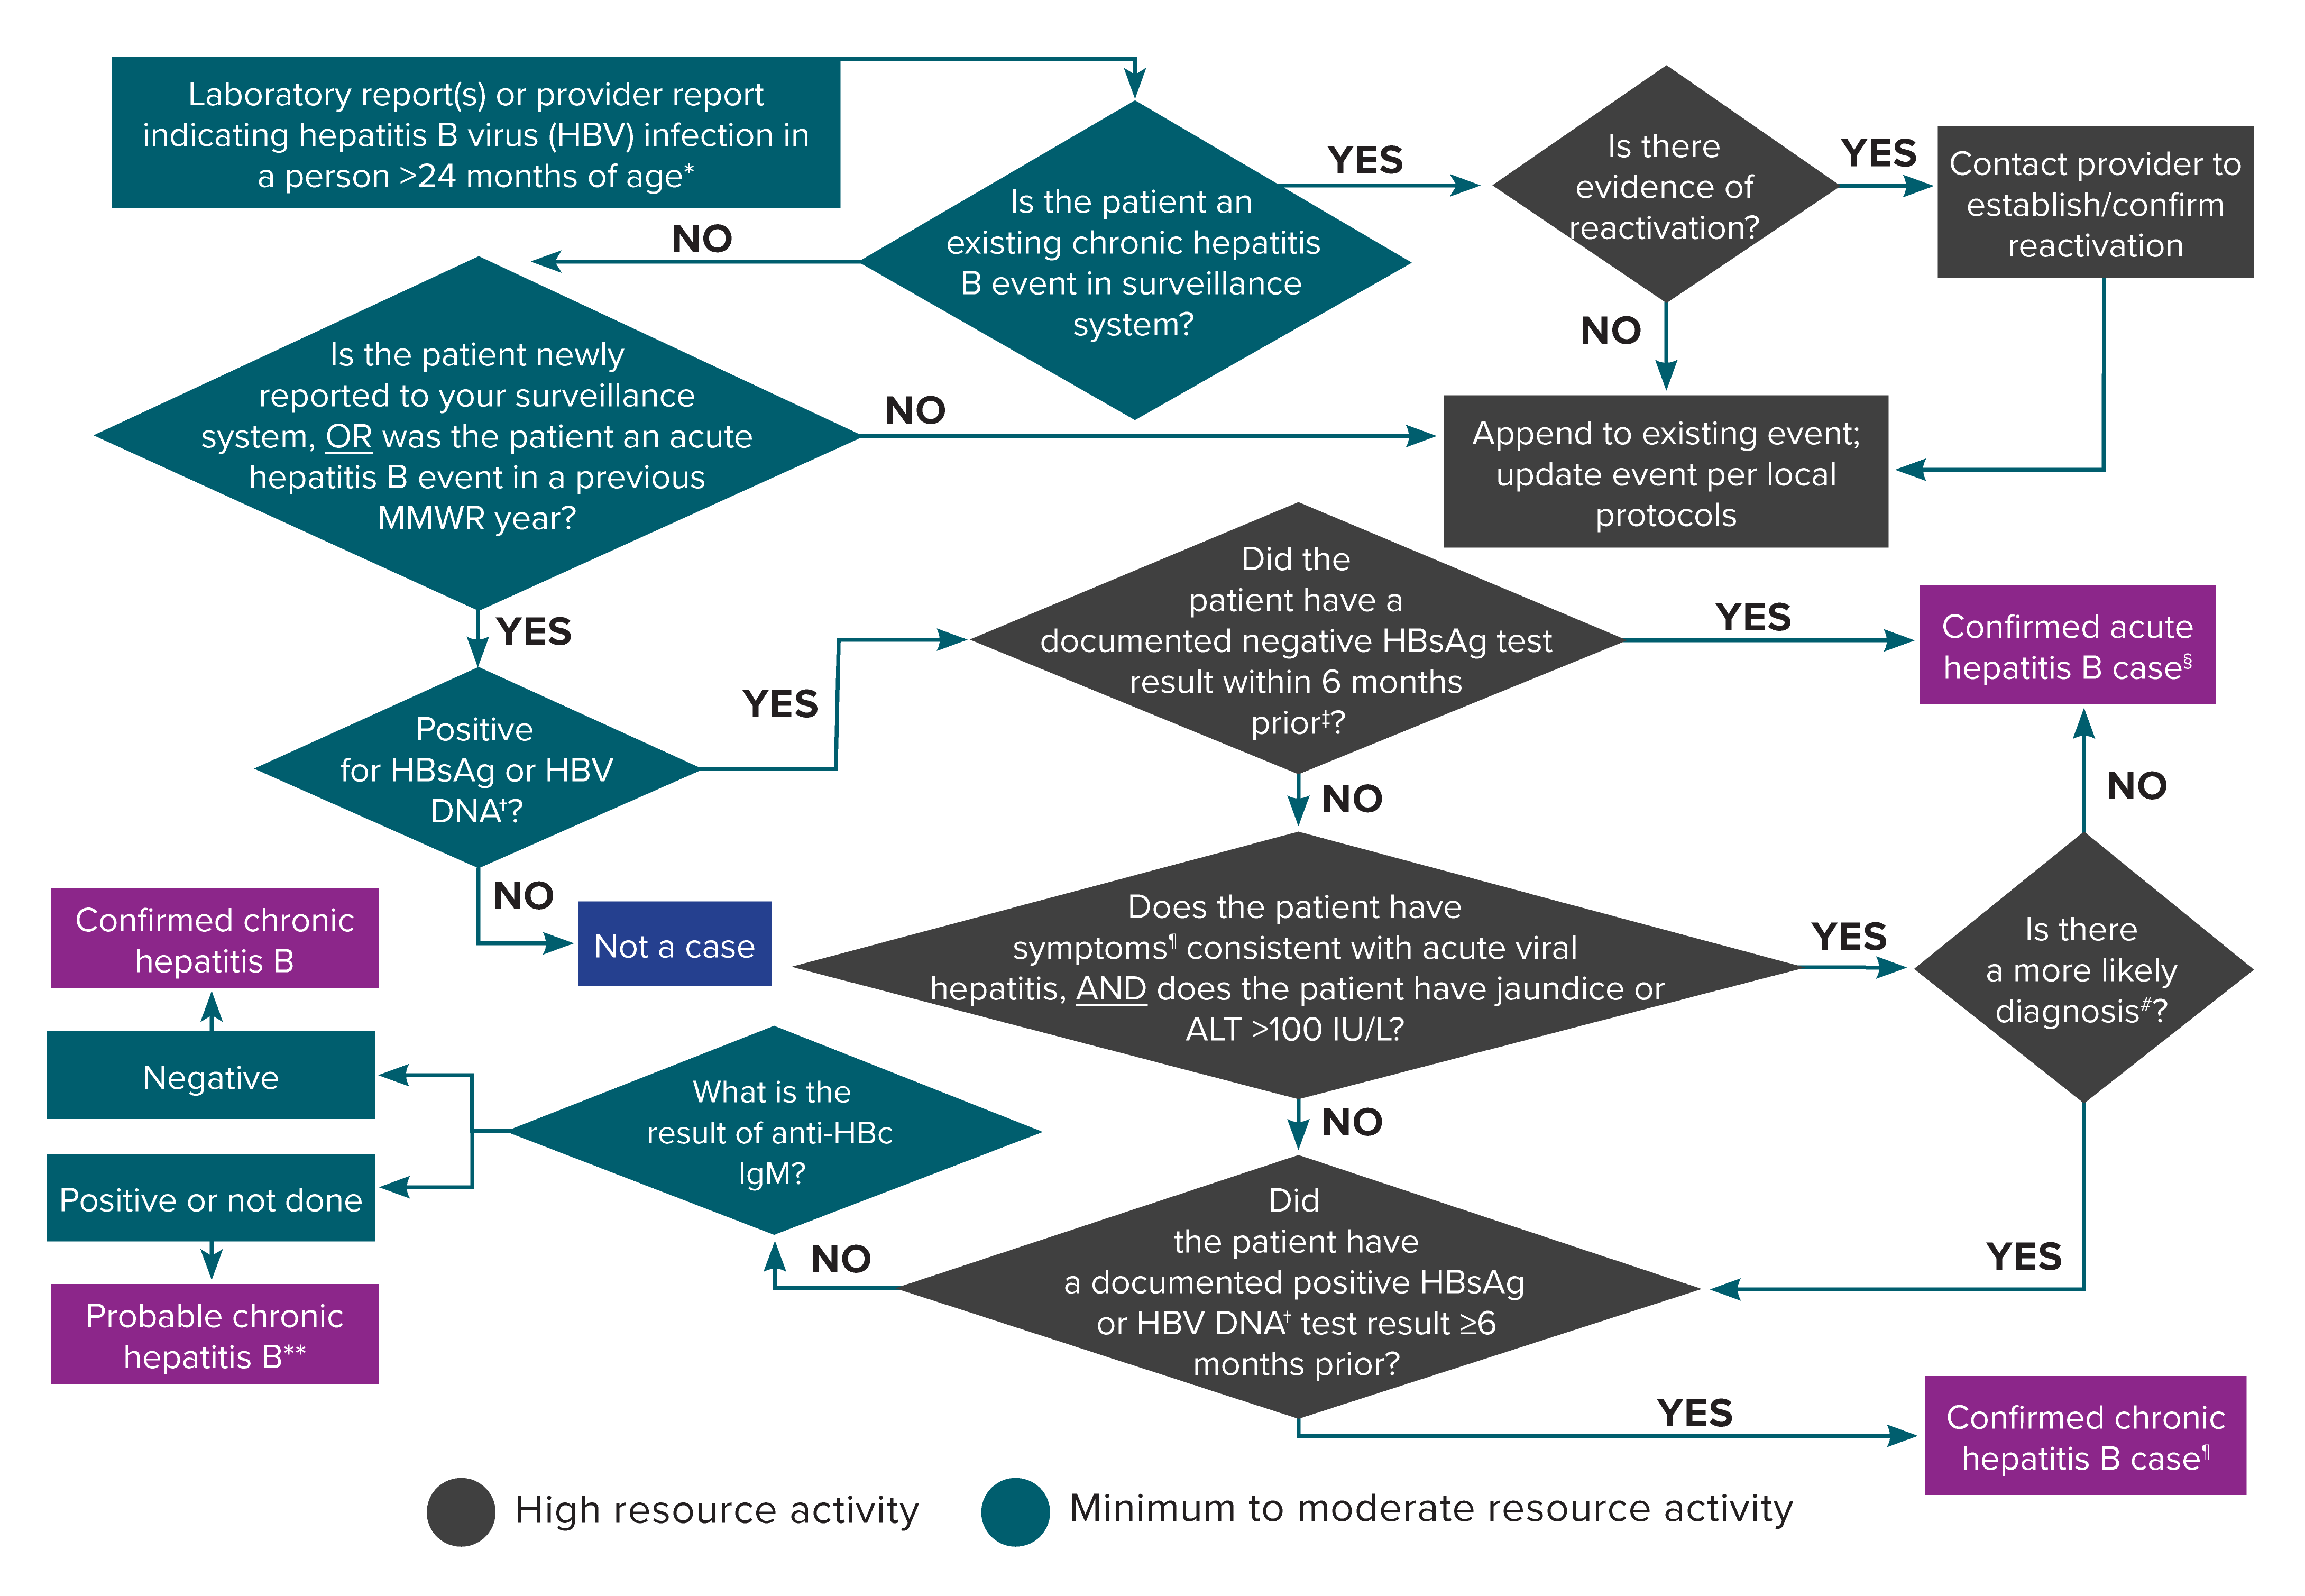 Laboratory report(s) or provider report
indicating hepatitis B virus (HBV) infection in
a person >24 months of age*
Is the patient an
existing chronic hepatitis
B event in surveillance
system?
YES
Is there
evidence of
reactivation?
YES
Contact provider to
establish/confirm
reactivation
NO
NO
Is the patient newly
reported to your surveillance
system, OR was the patient an acute
hepatitis B event in a previous
MMWR year?
NO
Append to existing event;
update event per local
protocols
YES
Positive
for HBsAg or HBV
DNA†?
YES
Did the
patient have a
documented negative HBsAg test
result within 6 months
prior‡?
YES
Confirmed acute
hepatitis B case§
NO
NO
NO
Not a case
Does the patient have
symptoms¶ consistent with acute viral
hepatitis, AND does the patient have jaundice or
ALT >100 IU/L?
YES
Is there
a more likely
diagnosis#?
Confirmed chronic
hepatitis B
Negative
What is the
result of anti-HBc
IgM?
NO
Positive or not done
Did
the patient have
a documented positive HBsAg
or HBV DNA† test result ≥6
months prior?
NO
YES
Probable chronic
hepatitis B**
YES
Confirmed chronic
hepatitis B case¶
High resource activity
Minimum to moderate resource activity